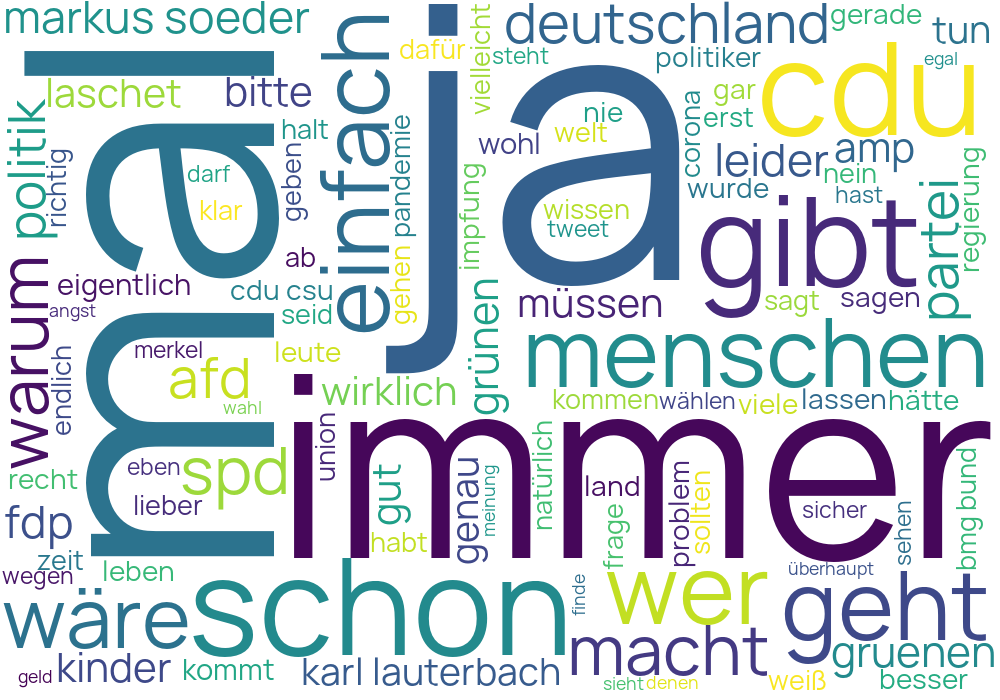 markus soeder
mal
ja
einfach
dafür
vielleicht
steht
deutschland
gerade
tun
egal
politiker
cdu
laschet
bitte
politik
richtig
halt
darf
klar
geben
pandemie
gehen
impfung
wohl
nie
welt
corona
gar
erst
leider
amp
wurde
nein
hast
wissen
tweet
gibt
partei
regierung
sagt
sagen
ab
eigentlich
cdu csu
seid
angst
warum
endlich
merkel
leute
afd
wahl
wirklich
grünen
müssen
menschen
kommen
wählen
viele
lassen
hätte
immer
union
recht
eben
lieber
spd
gut
genau
meinung
natürlich
land
frage
problem
sollten
sicher
sehen
bmg bund
fdp
zeit
wegen
leben
habt
überhaupt
finde
wäre
schon
wer
geht
macht
gruenen
geld
kinder
kommt
karl lauterbach
sieht
denen
weiß
besser